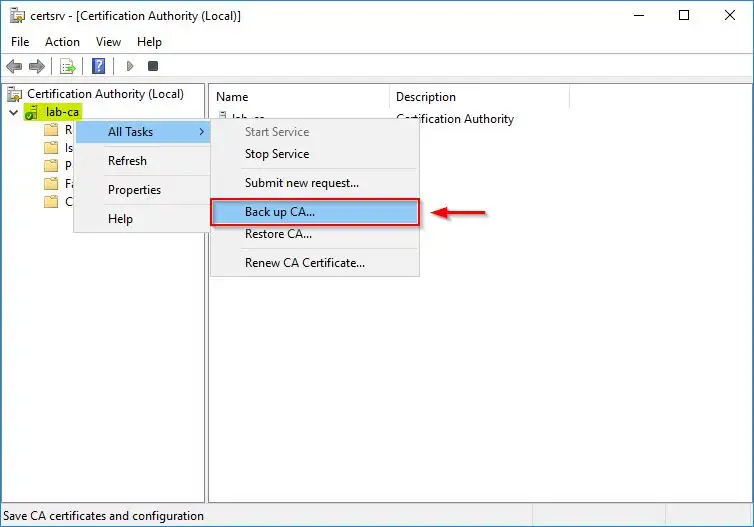 certsrv - [Certification Authority (Local)]
File Action View Help
Certification Authority (Local)
lab-ca
R
Is
P
Fa
C
Name Description
Certification Authority
All Tasks
Refresh
Properties
Help
Start Service
Stop Service
Submit new request...
Back up CA...
Restore CA...
Renew CA Certificate...
Save CA certificates and configuration